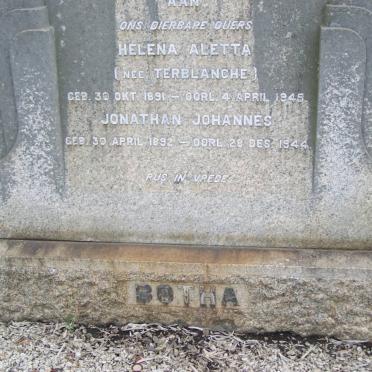 AAN
ONS DIERBARE OUERS
HELENA ALETTA
(NEE TERBLANCHE)
GEB. 30 OKT. 1891 — OORL. 4 APRIL 1945.
JONATHAN JOHANNES.
GEB. 30 APRIL 1892 — OORL. 28 DES. 1944.
RUS IN VREDE.
BOTHA